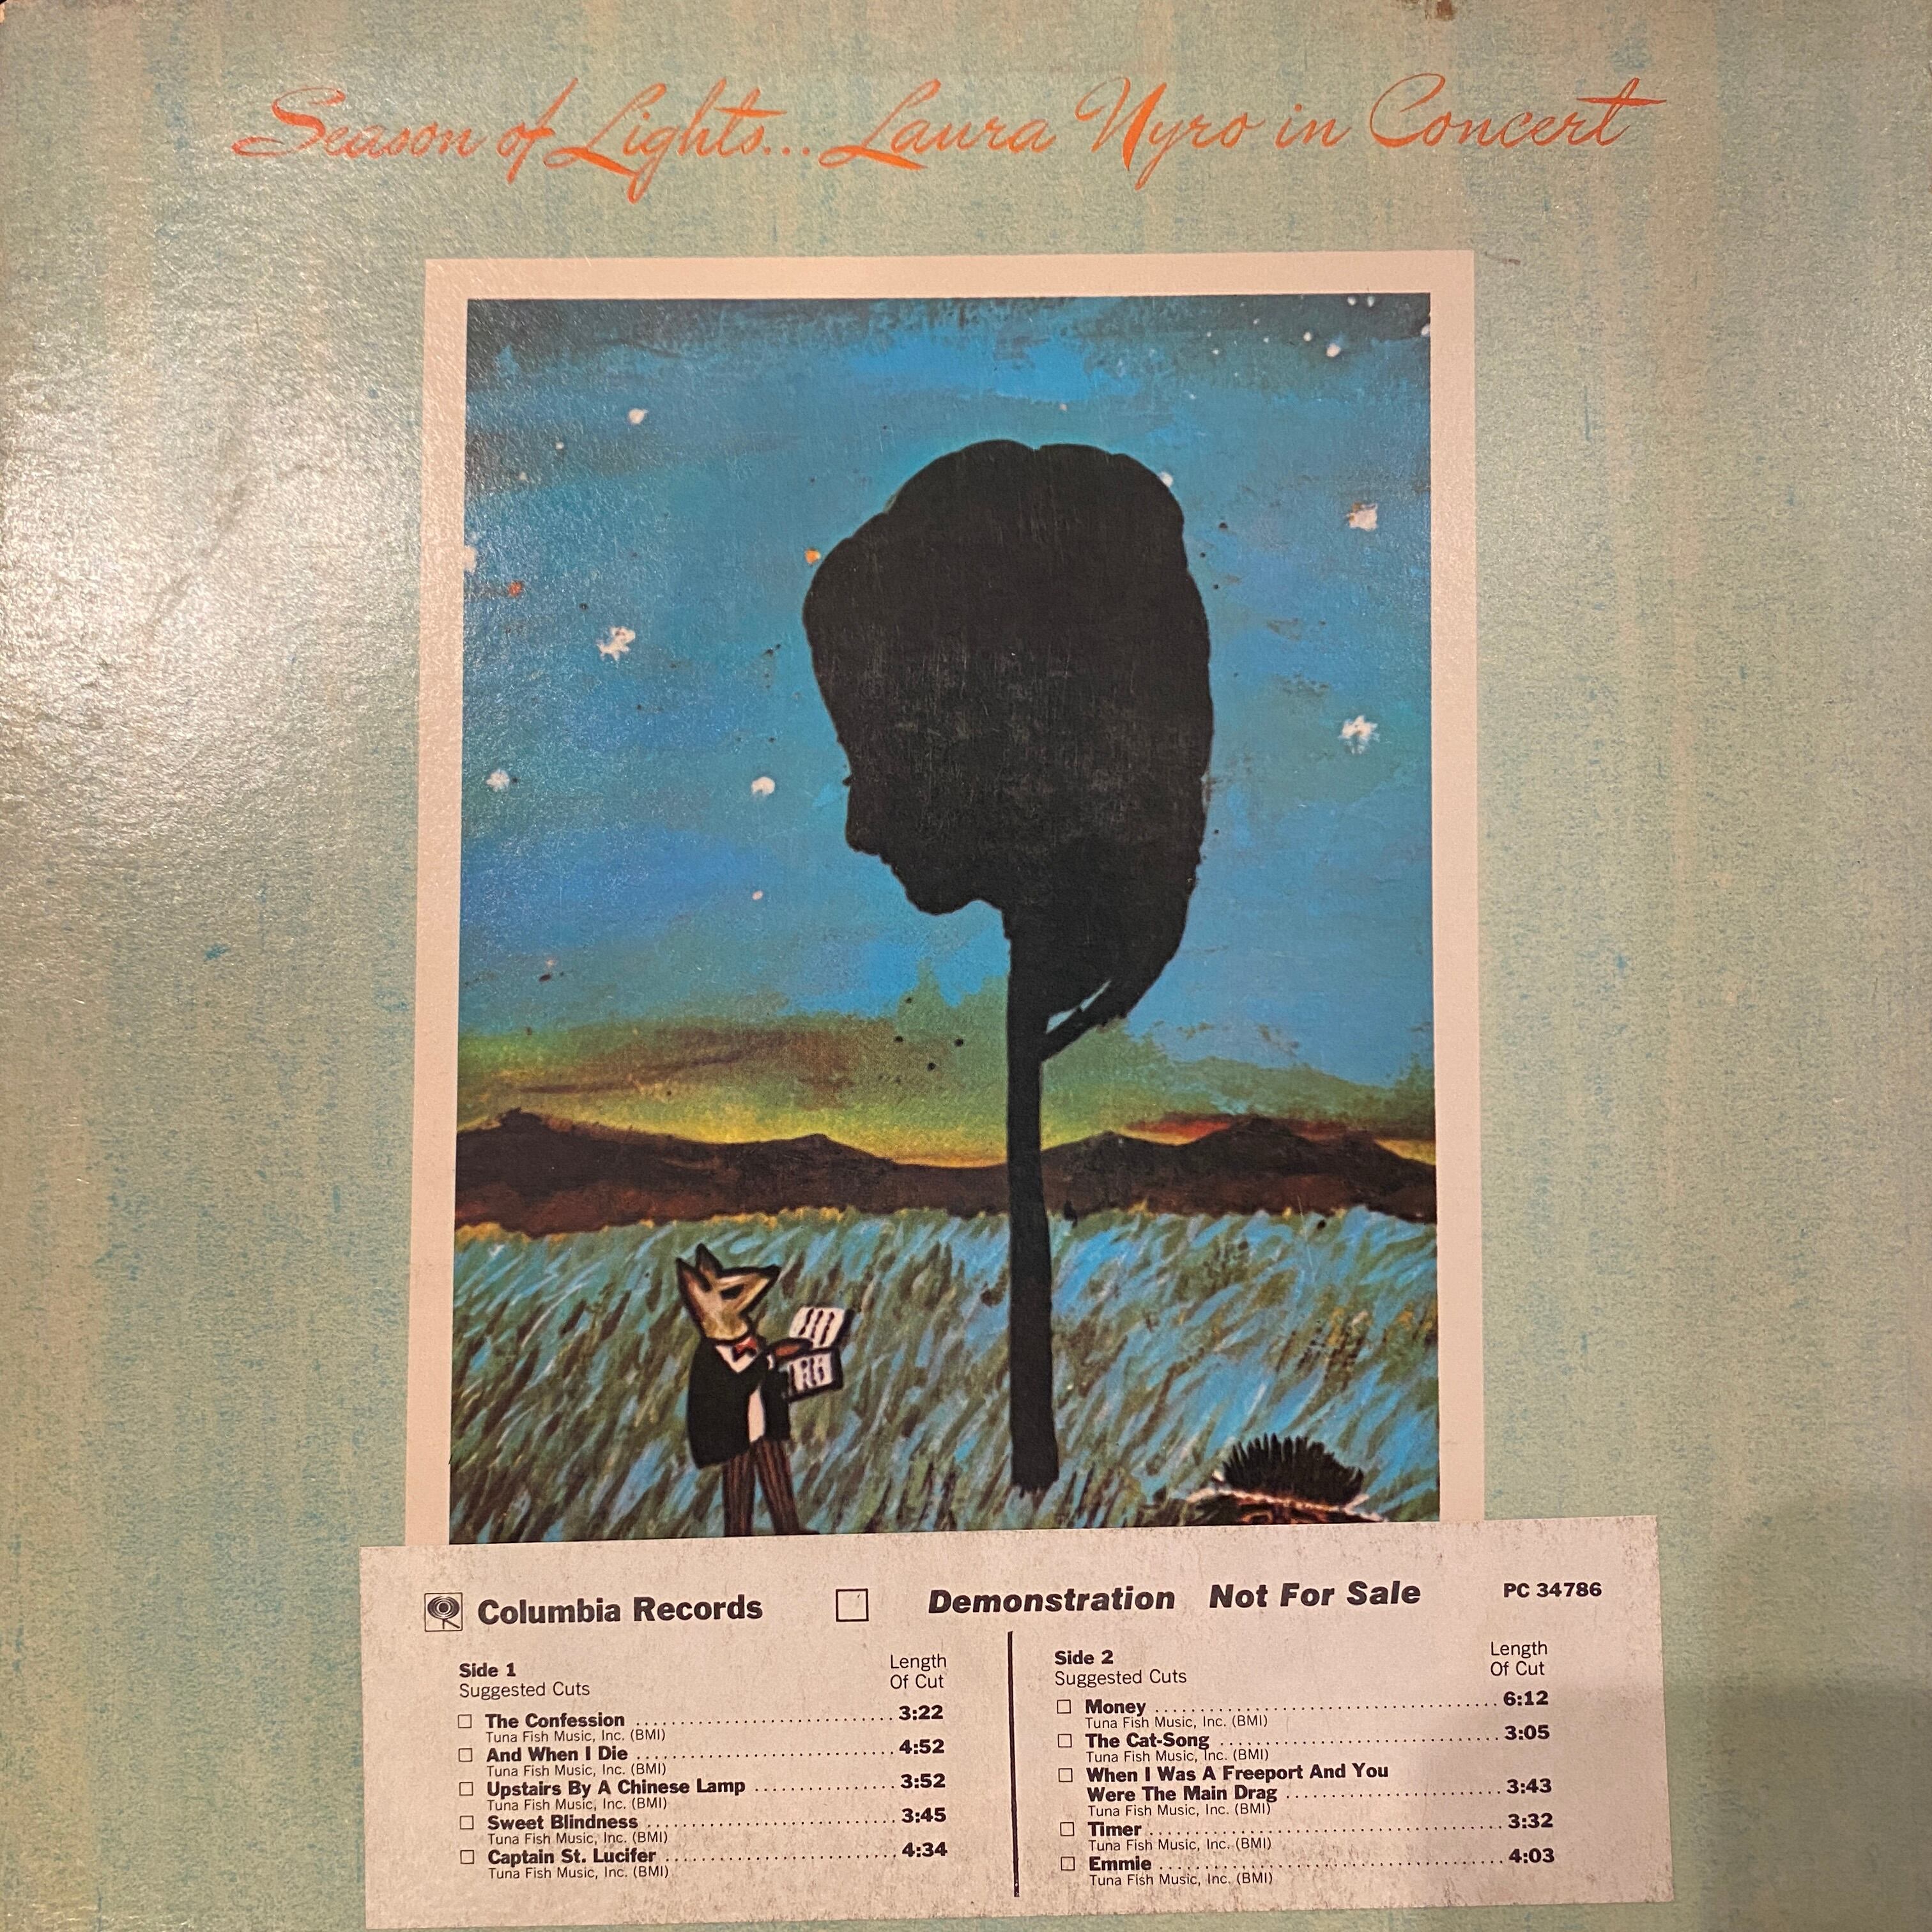 Season of Lights... Laura Nyro in Concert
Columbia Records Demonstration Not For Sale PC 34786
Side 1
Suggested Cuts
Length
Of Cut
The Confession 3:22
Tuna Fish Music, Inc. (BMI)
And When I Die 4:52
Tuna Fish Music, Inc. (BMI)
Upstairs By A Chinese Lamp 3:52
Tuna Fish Music, Inc. (BMI)
Sweet Blindness 3:45
Tuna Fish Music, Inc. (BMI)
Captain St. Lucifer 4:34
Tuna Fish Music, Inc. (BMI)
Side 2
Suggested Cuts
Length
Of Cut
Money 6:12
Tuna Fish Music, Inc. (BMI)
The Cat-Song 3:05
Tuna Fish Music, Inc. (BMI)
When I Was A Freeport And You
Were The Main Drag 3:43
Tuna Fish Music, Inc. (BMI)
Timer 3:32
Tuna Fish Music, Inc. (BMI)
Emmie 4:03
Tuna Fish Music, Inc. (BMI)